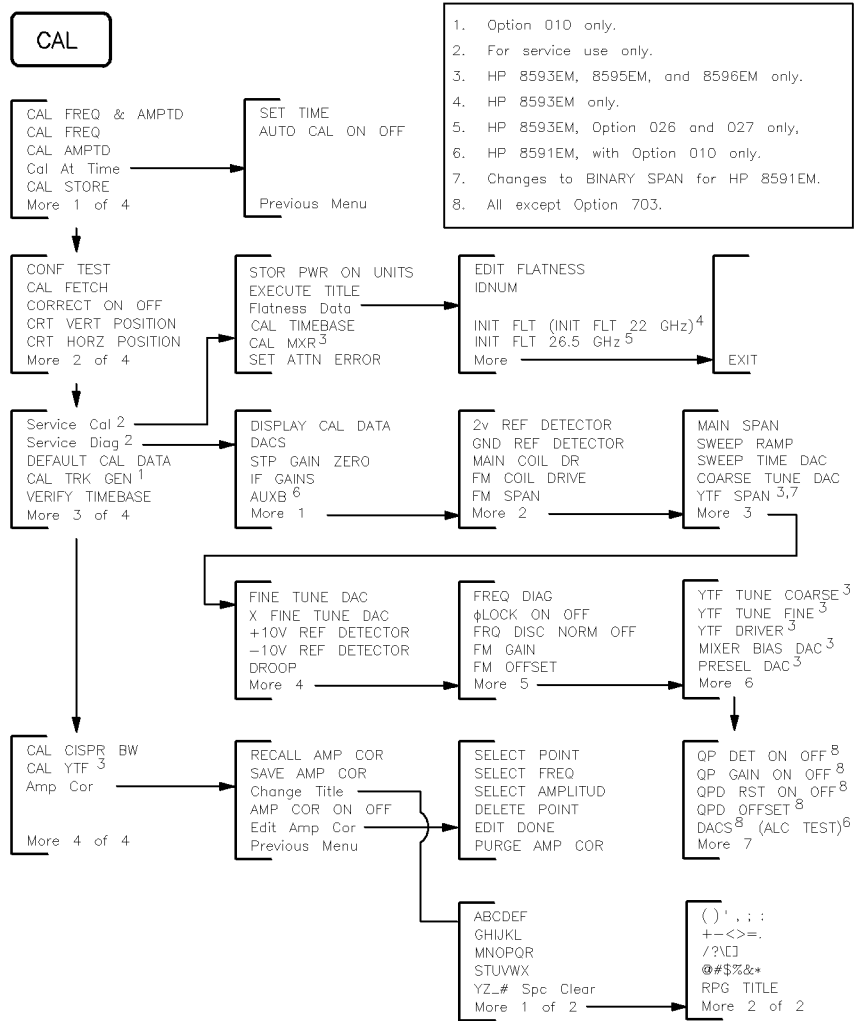 CAL
1. Option 010 only.
2. For service use only.
3. HP 8593EM, 8595EM, and 8596EM only.
4. HP 8593EM only.
5. HP 8593EM, Option 026 and 027 only,
6. HP 8591EM, with Option 010 only.
7. Changes to BINARY SPAN for HP 8591EM.
8. All except Option 703.
CAL FREQ & AMPTD
CAL FREQ
CAL AMPTD
Cal At Time
CAL STORE
More 1 of 4
SET TIME
AUTO CAL ON OFF
Previous Menu
CONF TEST
CAL FETCH
CORRECT ON OFF
CRT VERT POSITION
CRT HORZ POSITION
More 2 of 4
STOR PWR ON UNITS
EXECUTE TITLE
Flatness Data
CAL TIMEBASE
CAL MXR 3
SET ATTN ERROR
EDIT FLATNESS
IDNUM
INIT FLT (INIT FLT 22 GHz) 4
INIT FLT 26.5 GHz 5
More
EXIT
Service Cal 2
Service Diag 2
DEFAULT CAL DATA
CAL TRK GEN 1
VERIFY TIMEBASE
More 3 of 4
DISPLAY CAL DATA
DACS
STP GAIN ZERO
IF GAINS
AUXB 6
More 1
2v REF DETECTOR
GND REF DETECTOR
MAIN COIL DR
FM COIL DRIVE
FM SPAN
More 2
MAIN SPAN
SWEEP RAMP
SWEEP TIME DAC
COARSE TUNE DAC
YTF SPAN 3,7
More 3
FINE TUNE DAC
X FINE TUNE DAC
+10V REF DETECTOR
−10V REF DETECTOR
DROOP
More 4
FREQ DIAG
ϕLOCK ON OFF
FRQ DISC NORM OFF
FM GAIN
FM OFFSET
More 5
YTF TUNE COARSE 3
YTF TUNE FINE 3
YTF DRIVER 3
MIXER BIAS DAC 3
PRESEL DAC 3
More 6
CAL CISPR BW
CAL YTF 3
Amp Cor
More 4 of 4
RECALL AMP COR
SAVE AMP COR
Change Title
AMP COR ON OFF
Edit Amp Cor
Previous Menu
SELECT POINT
SELECT FREQ
SELECT AMPLITUD
DELETE POINT
EDIT DONE
PURGE AMP COR
QP DET ON OFF 8
QP GAIN ON OFF 8
QPD RST ON OFF 8
QPD OFFSET 8
DACS 8 (ALC TEST) 6
More 7
ABCDEF
GHIJKL
MNOPQR
STUVWX
YZ_# Spc Clear
More 1 of 2
( ) ' , ; :
+−<>=.
/?\[]
@#$%&*
RPG TITLE
More 2 of 2